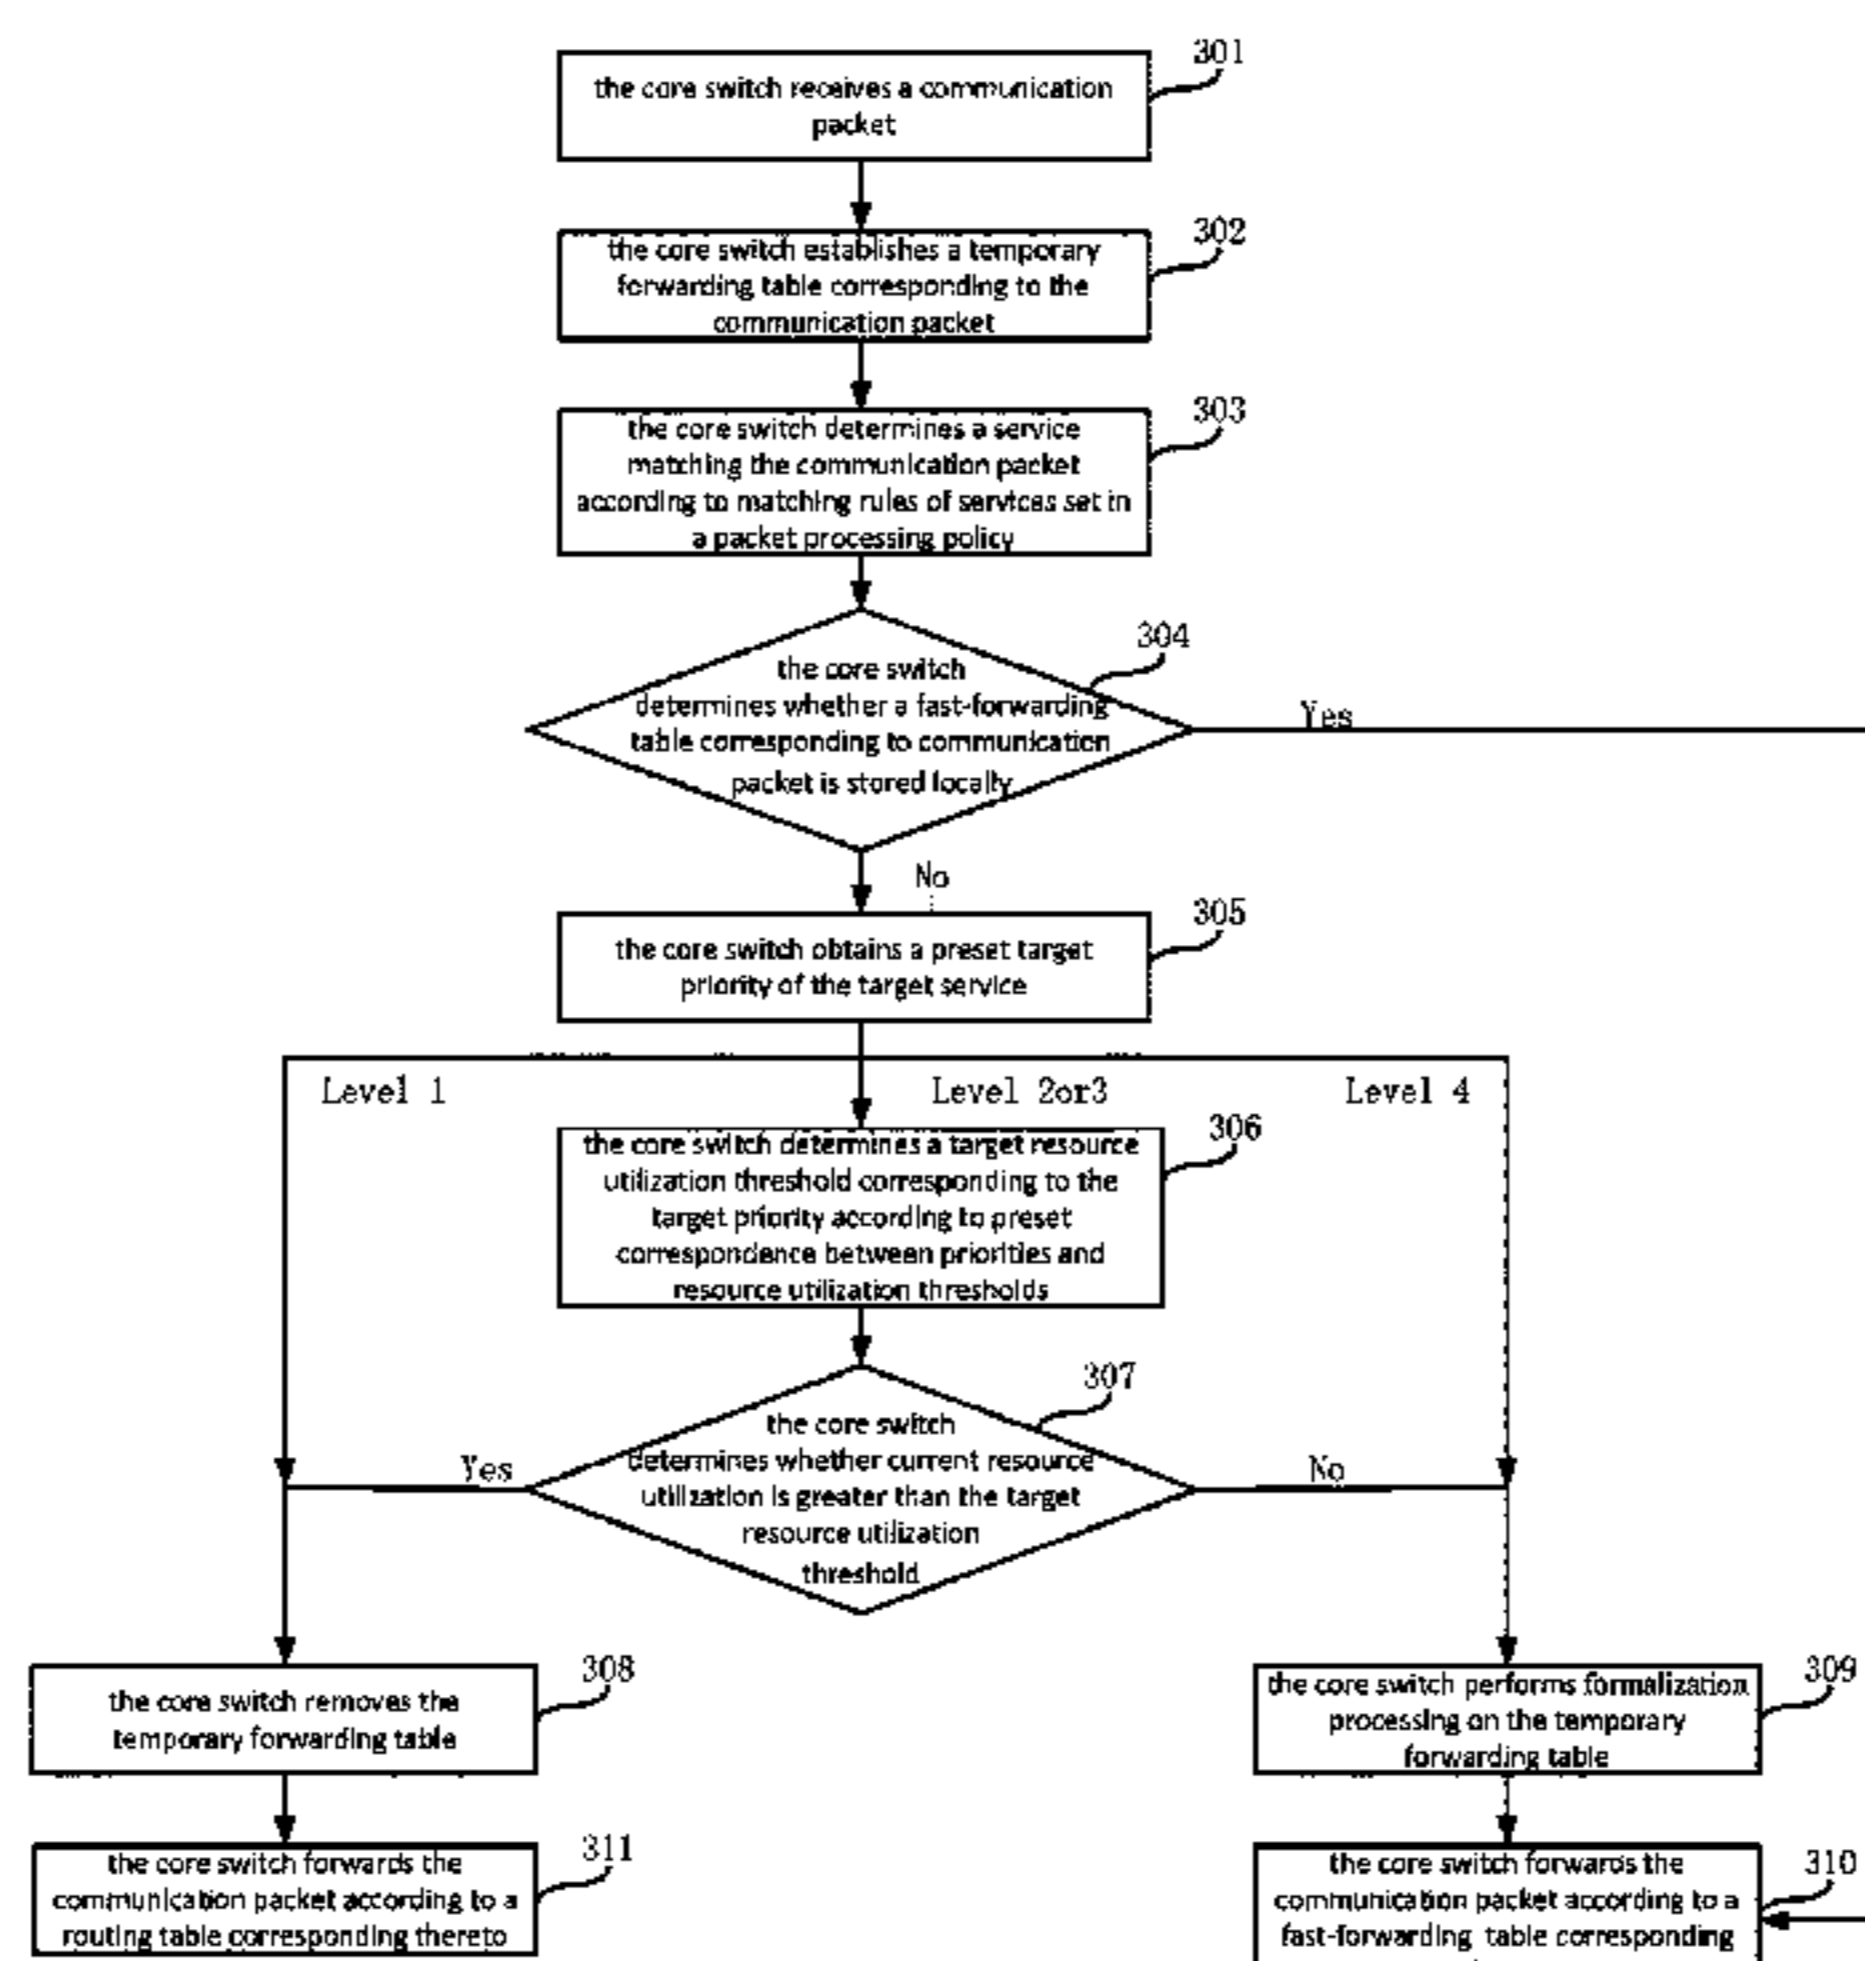 301
the core switch receives a communication
packet
302
the core switch establishes a temporary
forwarding table corresponding to the
communication packet
303
the core switch determines a service
matching the communication packet
according to matching rules of services set in
a packet processing policy
304
the core switch
determines whether a fast-forwarding
table corresponding to communication
packet is stored locally
Yes
No
305
the core switch obtains a preset target
priority of the target service
Level 1
Level 2or3
Level 4
306
the core switch determines a target resource
utilization threshold corresponding to the
target priority according to preset
correspondence between priorities and
resource utilization thresholds
307
the core switch
determines whether current resource
utilization is greater than the target
resource utilization
threshold
Yes
No
308
the core switch removes the
temporary forwarding table
309
the core switch performs formalization
processing on the temporary
forwarding table
311
the core switch forwards the
communication packet according to a
routing table corresponding thereto
310
the core switch forwards the
communication packet according to a
fast-forwarding table corresponding